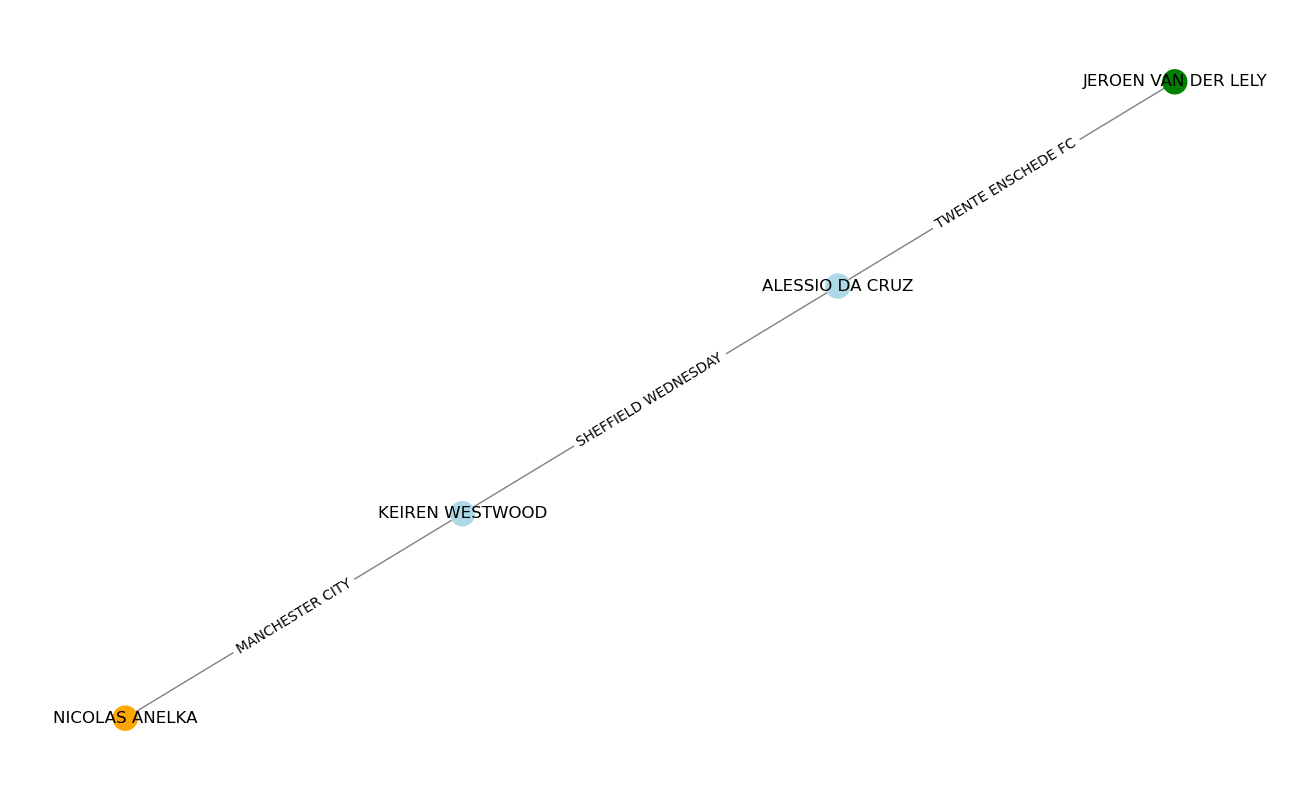 JEROEN VAN DER LELY
TWENTE ENSCHEDE FC
ALESSIO DA CRUZ
SHEFFIELD WEDNESDAY
KEIREN WESTWOOD
MANCHESTER CITY
NICOLAS ANELKA